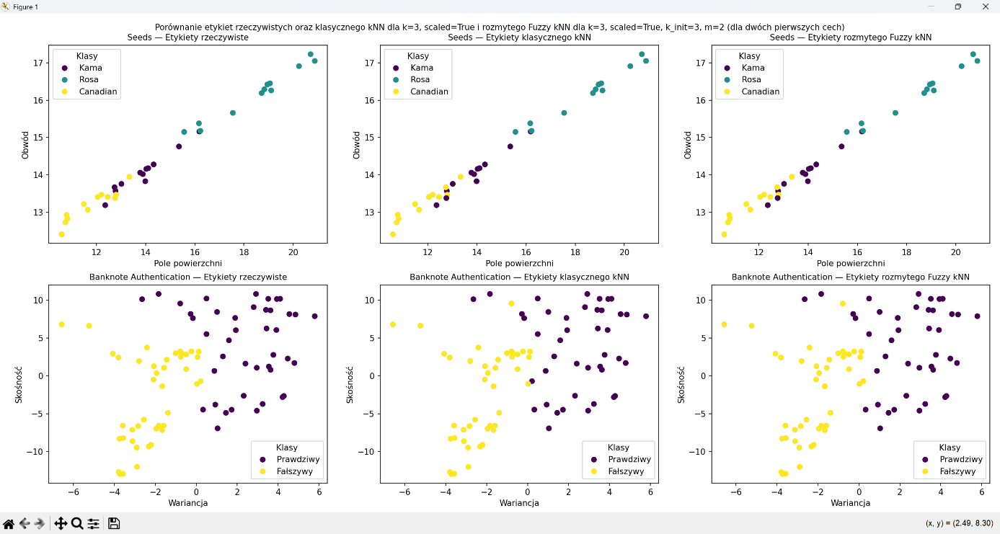 Figure 1
Porównanie etykiet rzeczywistych oraz klasycznego kNN dla k=3, scaled=True i rozmytego Fuzzy kNN dla k=3, scaled=True, k_init=3, m=2 (dla dwóch pierwszych cech)
Seeds — Etykiety rzeczywiste
Klasy
Kama
Rosa
Canadian
17
16
15
14
13
Obwód
12 14 16 18 20
Pole powierzchni
Seeds — Etykiety klasycznego kNN
Klasy
Kama
Rosa
Canadian
17
16
15
14
13
Obwód
12 14 16 18 20
Pole powierzchni
Seeds — Etykiety rozmytego Fuzzy kNN
Klasy
Kama
Rosa
Canadian
17
16
15
14
13
Obwód
12 14 16 18 20
Pole powierzchni
Banknote Authentication — Etykiety rzeczywiste
10
5
0
−5
−10
Skośność
Klasy
Prawdziwy
Fałszywy
−6 −4 −2 0 2 4 6
Wariancja
Banknote Authentication — Etykiety klasycznego kNN
10
5
0
−5
−10
Skośność
Klasy
Prawdziwy
Fałszywy
−6 −4 −2 0 2 4 6
Wariancja
Banknote Authentication — Etykiety rozmytego Fuzzy kNN
10
5
0
−5
−10
Skośność
Klasy
Prawdziwy
Fałszywy
−6 −4 −2 0 2 4 6
Wariancja
(x, y) = (2.49, 8.30)